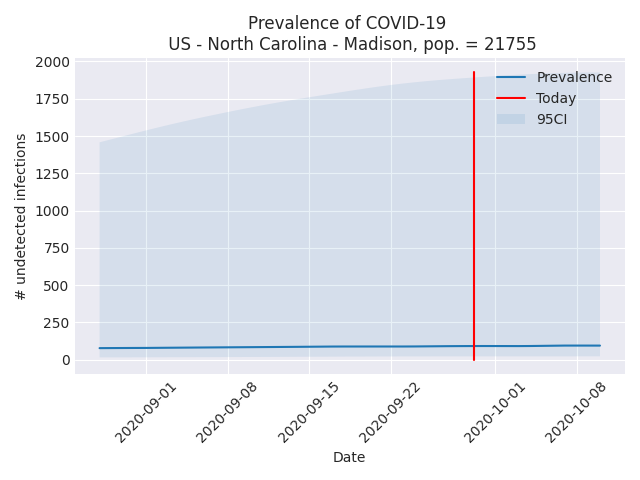 Prevalence of COVID-19
US - North Carolina - Madison, pop. = 21755
# undetected infections
2000
1750
1500
1250
1000
750
500
250
0
Prevalence
Today
95CI
2020-09-01
2020-09-08
2020-09-15
2020-09-22
2020-10-01
2020-10-08
Date